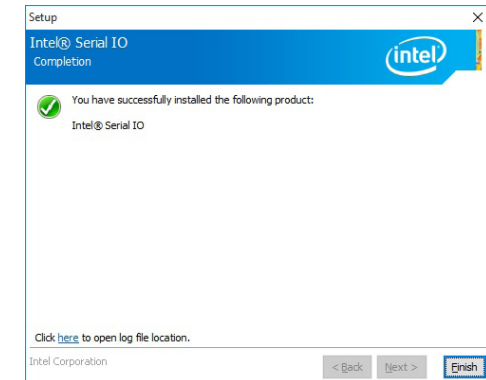 Setup
Intel® Serial IO
Completion
intel
You have successfully installed the following product:
Intel® Serial IO
Click here to open log file location.
Intel Corporation
< Back
Next >
Finish